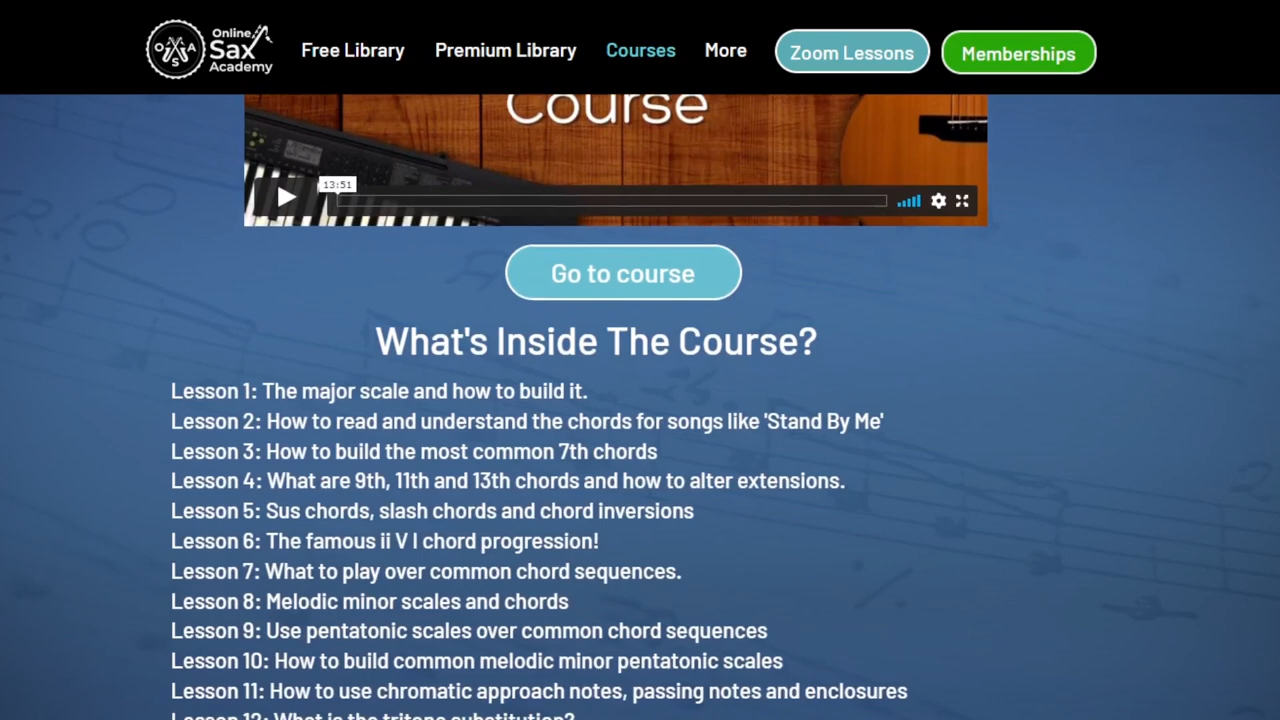 Online
Sax
Academy
O S A S
Free Library
Premium Library
Courses
More
Zoom Lessons
Memberships
Course
13:51
Go to course
What's Inside The Course?
Lesson 1: The major scale and how to build it.
Lesson 2: How to read and understand the chords for songs like 'Stand By Me'
Lesson 3: How to build the most common 7th chords
Lesson 4: What are 9th, 11th and 13th chords and how to alter extensions.
Lesson 5: Sus chords, slash chords and chord inversions
Lesson 6: The famous ii V I chord progression!
Lesson 7: What to play over common chord sequences.
Lesson 8: Melodic minor scales and chords
Lesson 9: Use pentatonic scales over common chord sequences
Lesson 10: How to build common melodic minor pentatonic scales
Lesson 11: How to use chromatic approach notes, passing notes and enclosures
Lesson 12: What is the tritone substitution?